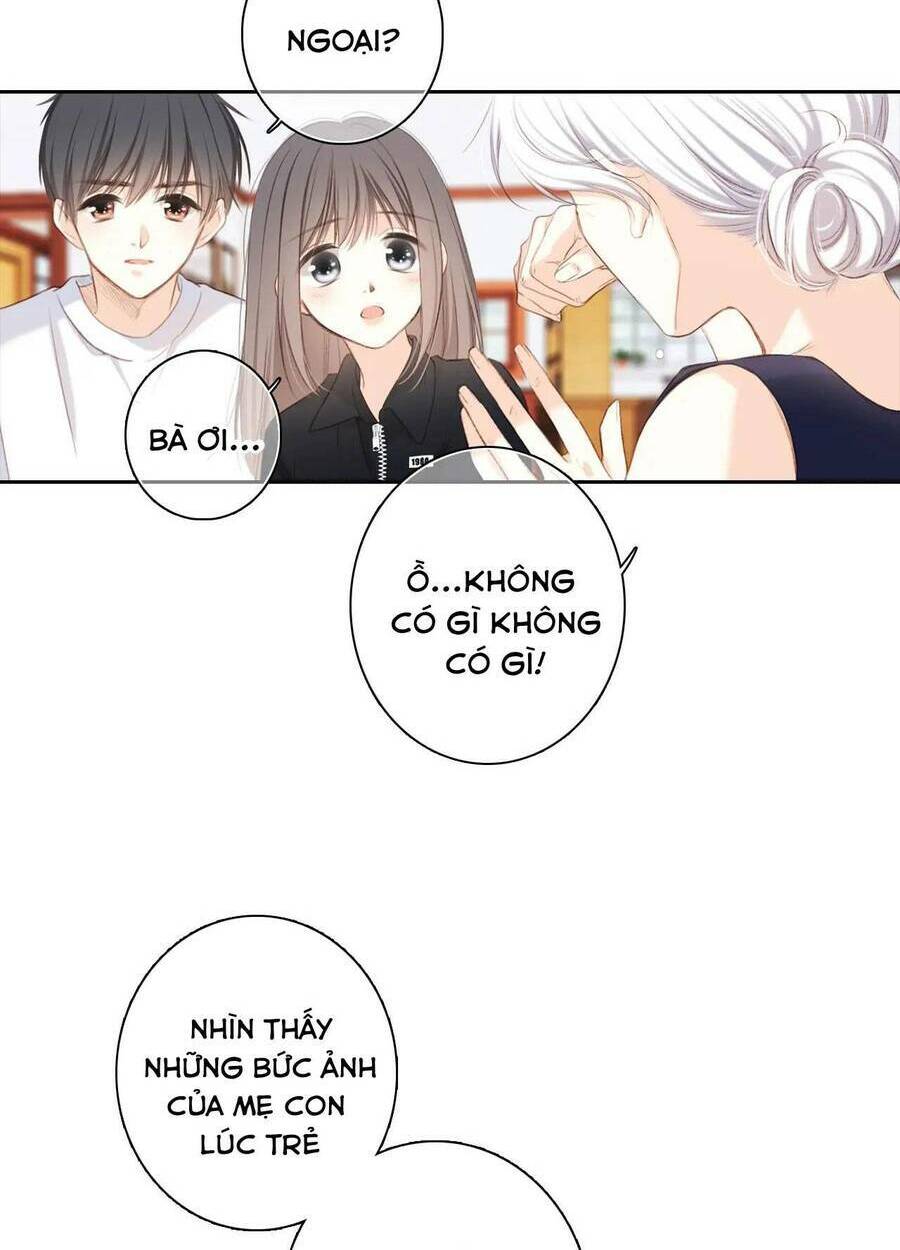 NGOẠI?
BÀ ƠI...
1980
Ồ...KHÔNG
CÓ GÌ KHÔNG
CÓ GÌ!
NHÌN THẤY
NHỮNG BỨC ẢNH
CỦA MẸ CON
LÚC TRẺ